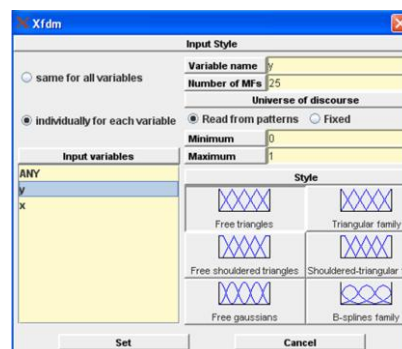 Xfdm
Input Style
same for all variables
individually for each variable
Input variables
ANY
y
x
Variable name y
Number of MFs 25
Universe of discourse
Read from patterns Fixed
Minimum 0
Maximum 1
Style
Free triangles Triangular family
Free shouldered triangles Shouldered-triangular
Free gaussians B-splines family
Set Cancel